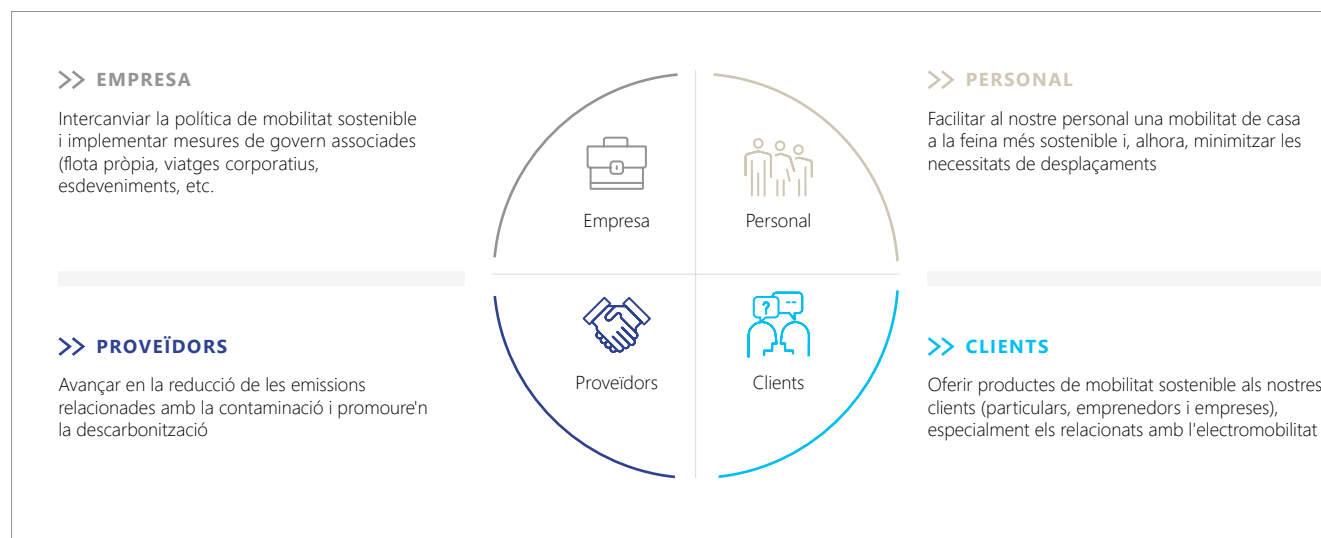 EMPRESA
Intercanviar la política de mobilitat sostenible
i implementar mesures de govern associades
(flota pròpia, viatges corporatius,
esdeveniments, etc.
PERSONAL
Facilitar al nostre personal una mobilitat de casa
a la feina més sostenible i, alhora, minimitzar les
necessitats de desplaçaments
Empresa
Personal
Proveïdors
Clients
PROVEÏDORS
Avançar en la reducció de les emissions
relacionades amb la contaminació i promoure'n
la descarbonització
CLIENTS
Oferir productes de mobilitat sostenible als nostres
clients (particulars, emprenedors i empreses),
especialment els relacionats amb l'electromobilitat